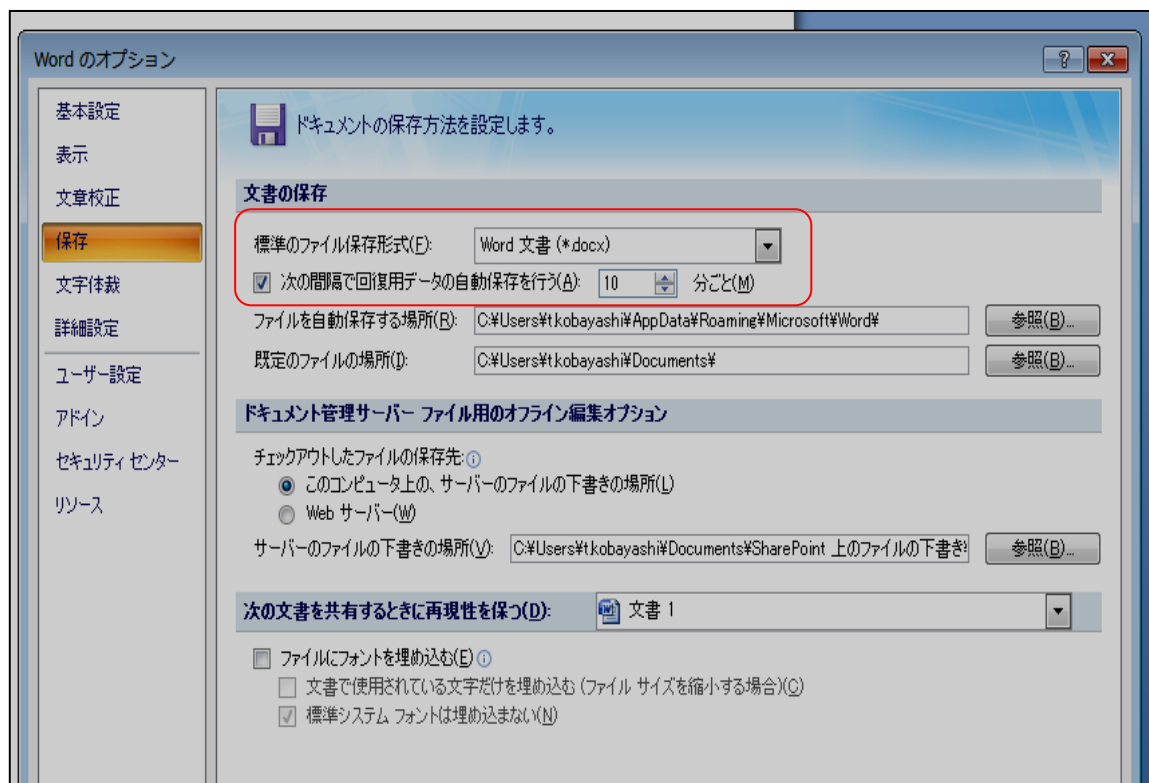 Word のオプション
基本設定
表示
文章校正
保存
文字体裁
詳細設定
ユーザー設定
アドイン
セキュリティ センター
リソース
ドキュメントの保存方法を設定します。
文書の保存
標準のファイル保存形式(F): Word 文書 (*.docx)
次の間隔で回復用データの自動保存を行う(A): 10 分ごと(M)
ファイルを自動保存する場所(R): C:¥Users¥t.kobayashi¥AppData¥Roaming¥Microsoft¥Word¥ 参照(B)...
既定のファイルの場所(I): C:¥Users¥t.kobayashi¥Documents¥ 参照(B)...
ドキュメント管理サーバー ファイル用のオフライン編集オプション
チェックアウトしたファイルの保存先:
このコンピュータ上の、サーバーのファイルの下書きの場所(L)
Web サーバー(W)
サーバーのファイルの下書きの場所(V): C:¥Users¥t.kobayashi¥Documents¥SharePoint 上のファイルの下書き 参照(B)...
次の文書を共有するときに再現性を保つ(D): 文書 1
ファイルにフォントを埋め込む(E)
文書で使用されている文字だけを埋め込む (ファイル サイズを縮小する場合)(C)
標準システム フォントは埋め込まない(N)